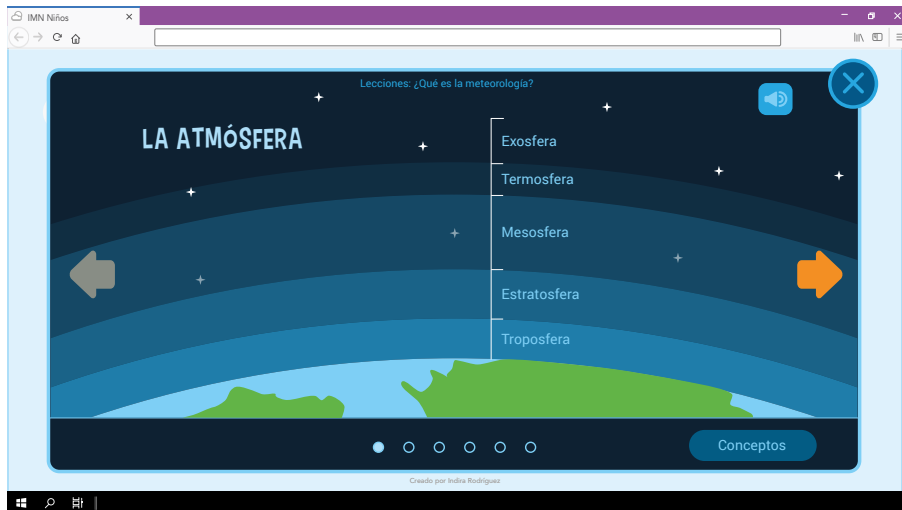 IMN Niños
Lecciones: ¿Qué es la meteorología?
LA ATMÓSFERA
Exosfera
Termosfera
Mesosfera
Estratosfera
Troposfera
Conceptos
Creado por Indira Rodríguez